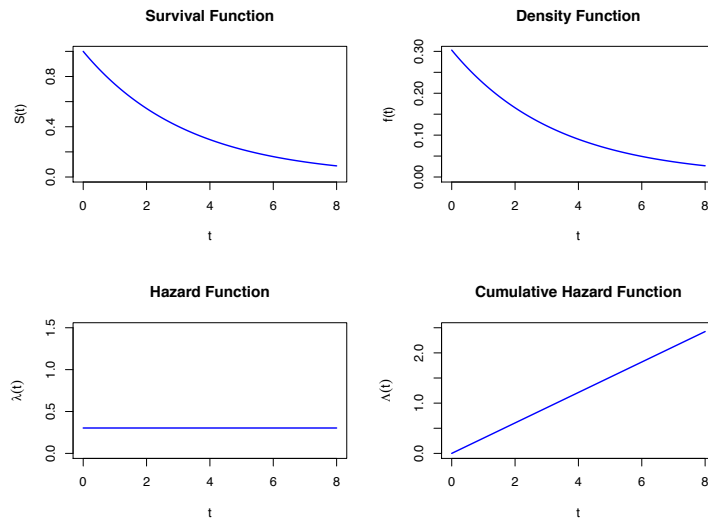 Survival Function
S(t)
0.0 0.4 0.8
0 2 4 6 8
t
Density Function
f(t)
0.00 0.10 0.20 0.30
0 2 4 6 8
t
Hazard Function
λ(t)
0.0 0.5 1.0 1.5
0 2 4 6 8
t
Cumulative Hazard Function
Λ(t)
0.0 1.0 2.0
0 2 4 6 8
t